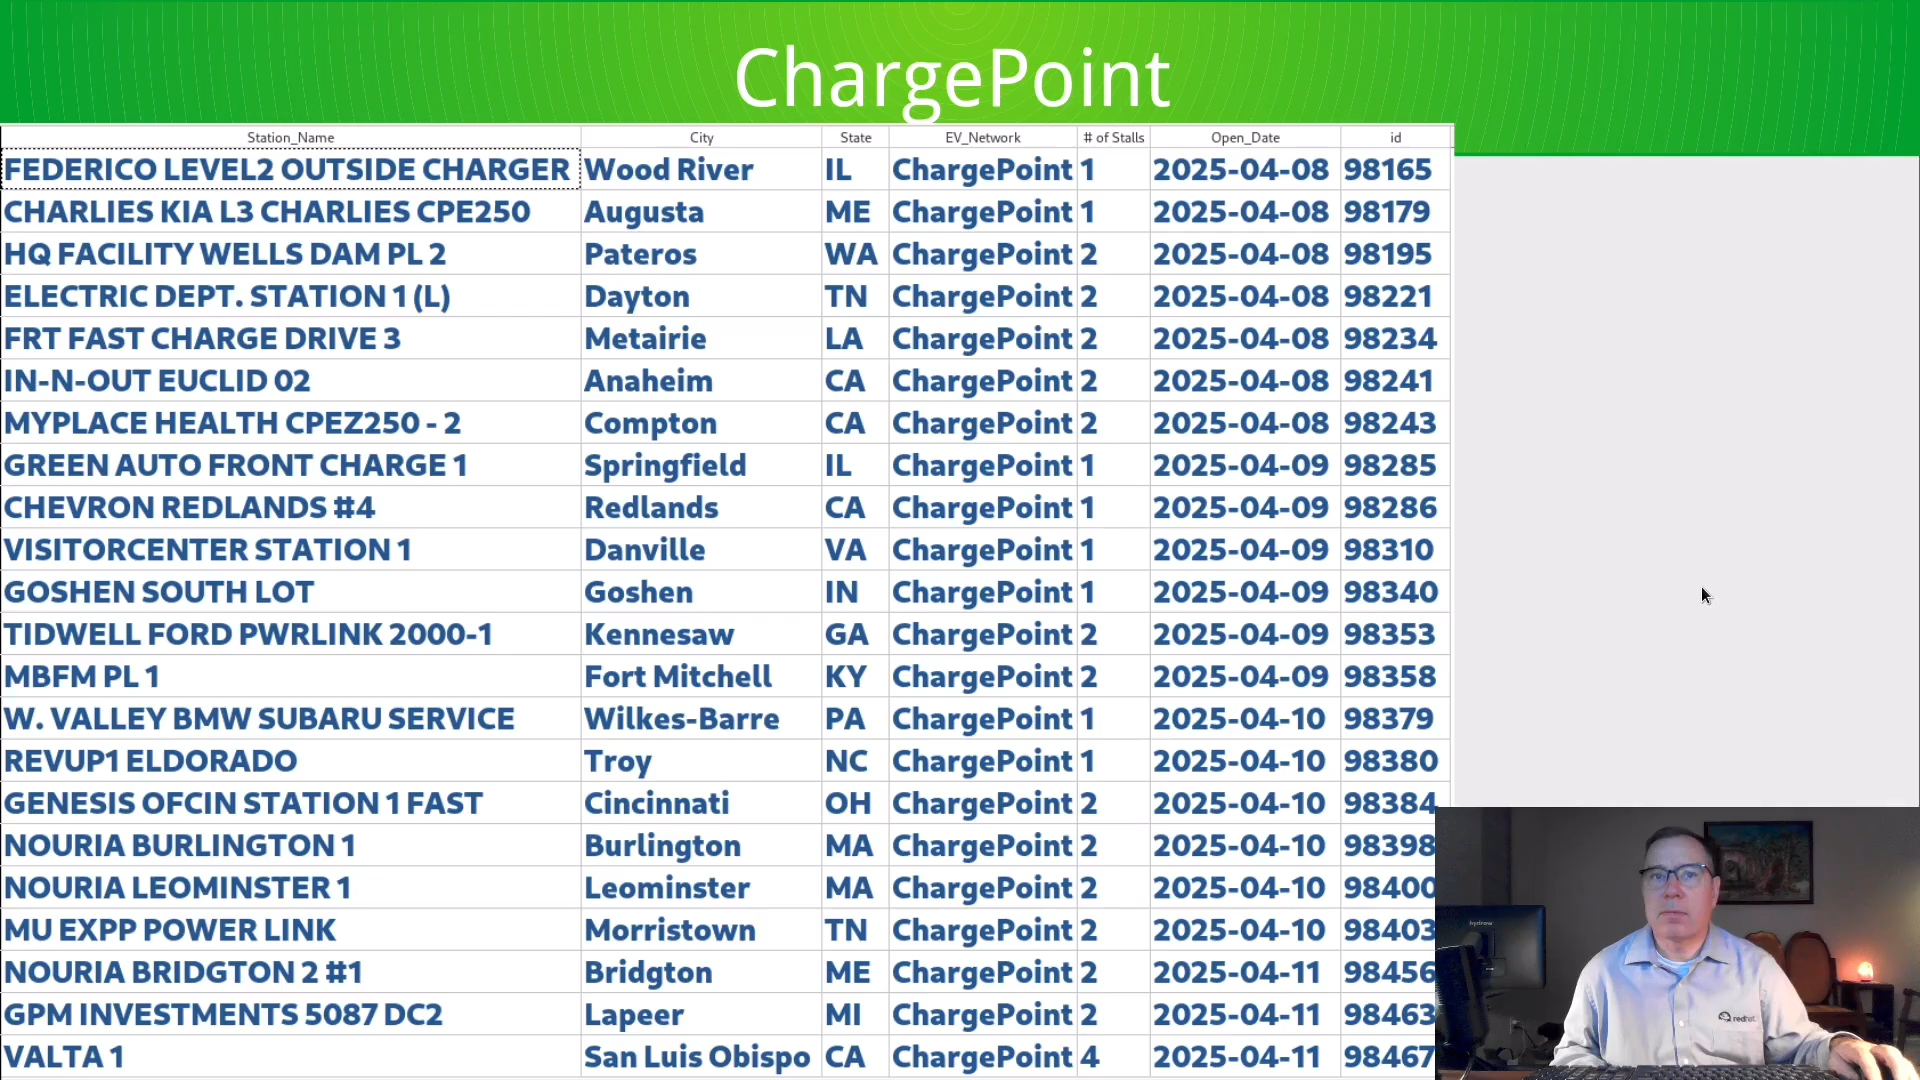 ChargePoint
Station_Name City State EV_Network # of Stalls Open_Date id
FEDERICO LEVEL2 OUTSIDE CHARGER Wood River IL ChargePoint 1 2025-04-08 98165
CHARLIES KIA L3 CHARLIES CPE250 Augusta ME ChargePoint 1 2025-04-08 98179
HQ FACILITY WELLS DAM PL 2 Pateros WA ChargePoint 2 2025-04-08 98195
ELECTRIC DEPT. STATION 1 (L) Dayton TN ChargePoint 2 2025-04-08 98221
FRT FAST CHARGE DRIVE 3 Metairie LA ChargePoint 2 2025-04-08 98234
IN-N-OUT EUCLID 02 Anaheim CA ChargePoint 2 2025-04-08 98241
MYPLACE HEALTH CPEZ250 - 2 Compton CA ChargePoint 2 2025-04-08 98243
GREEN AUTO FRONT CHARGE 1 Springfield IL ChargePoint 1 2025-04-09 98285
CHEVRON REDLANDS #4 Redlands CA ChargePoint 1 2025-04-09 98286
VISITORCENTER STATION 1 Danville VA ChargePoint 1 2025-04-09 98310
GOSHEN SOUTH LOT Goshen IN ChargePoint 1 2025-04-09 98340
TIDWELL FORD PWRLINK 2000-1 Kennesaw GA ChargePoint 2 2025-04-09 98353
MBFM PL 1 Fort Mitchell KY ChargePoint 2 2025-04-09 98358
W. VALLEY BMW SUBARU SERVICE Wilkes-Barre PA ChargePoint 1 2025-04-10 98379
REVUP1 ELDORADO Troy NC ChargePoint 1 2025-04-10 98380
GENESIS OFCIN STATION 1 FAST Cincinnati OH ChargePoint 2 2025-04-10 98384
NOURIA BURLINGTON 1 Burlington MA ChargePoint 2 2025-04-10 98398
NOURIA LEOMINSTER 1 Leominster MA ChargePoint 2 2025-04-10 98400
MU EXPP POWER LINK Morristown TN ChargePoint 2 2025-04-10 98403
NOURIA BRIDGTON 2 #1 Bridgton ME ChargePoint 2 2025-04-11 98456
GPM INVESTMENTS 5087 DC2 Lapeer MI ChargePoint 2 2025-04-11 98463
VALTA 1 San Luis Obispo CA ChargePoint 4 2025-04-11 98467
redhat